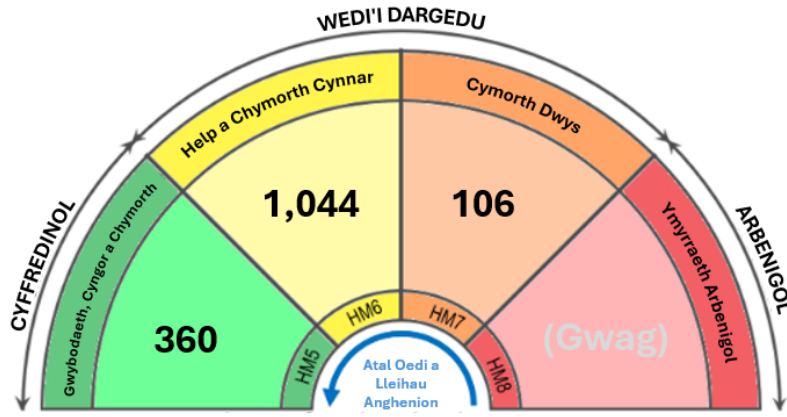 WEDI'I DARGEDU
CYFFREDINOL
ARBENIGOL
Gwybodaeth, Cyngor a Chymorth
Help a Chymorth Cynnar
Cymorth Dwys
Ymyrraeth Arbenigol
360
1,044
106
(Gwag)
HM5
HM6
HM7
HM8
Atal Oedi a
Lleihau
Anghenion